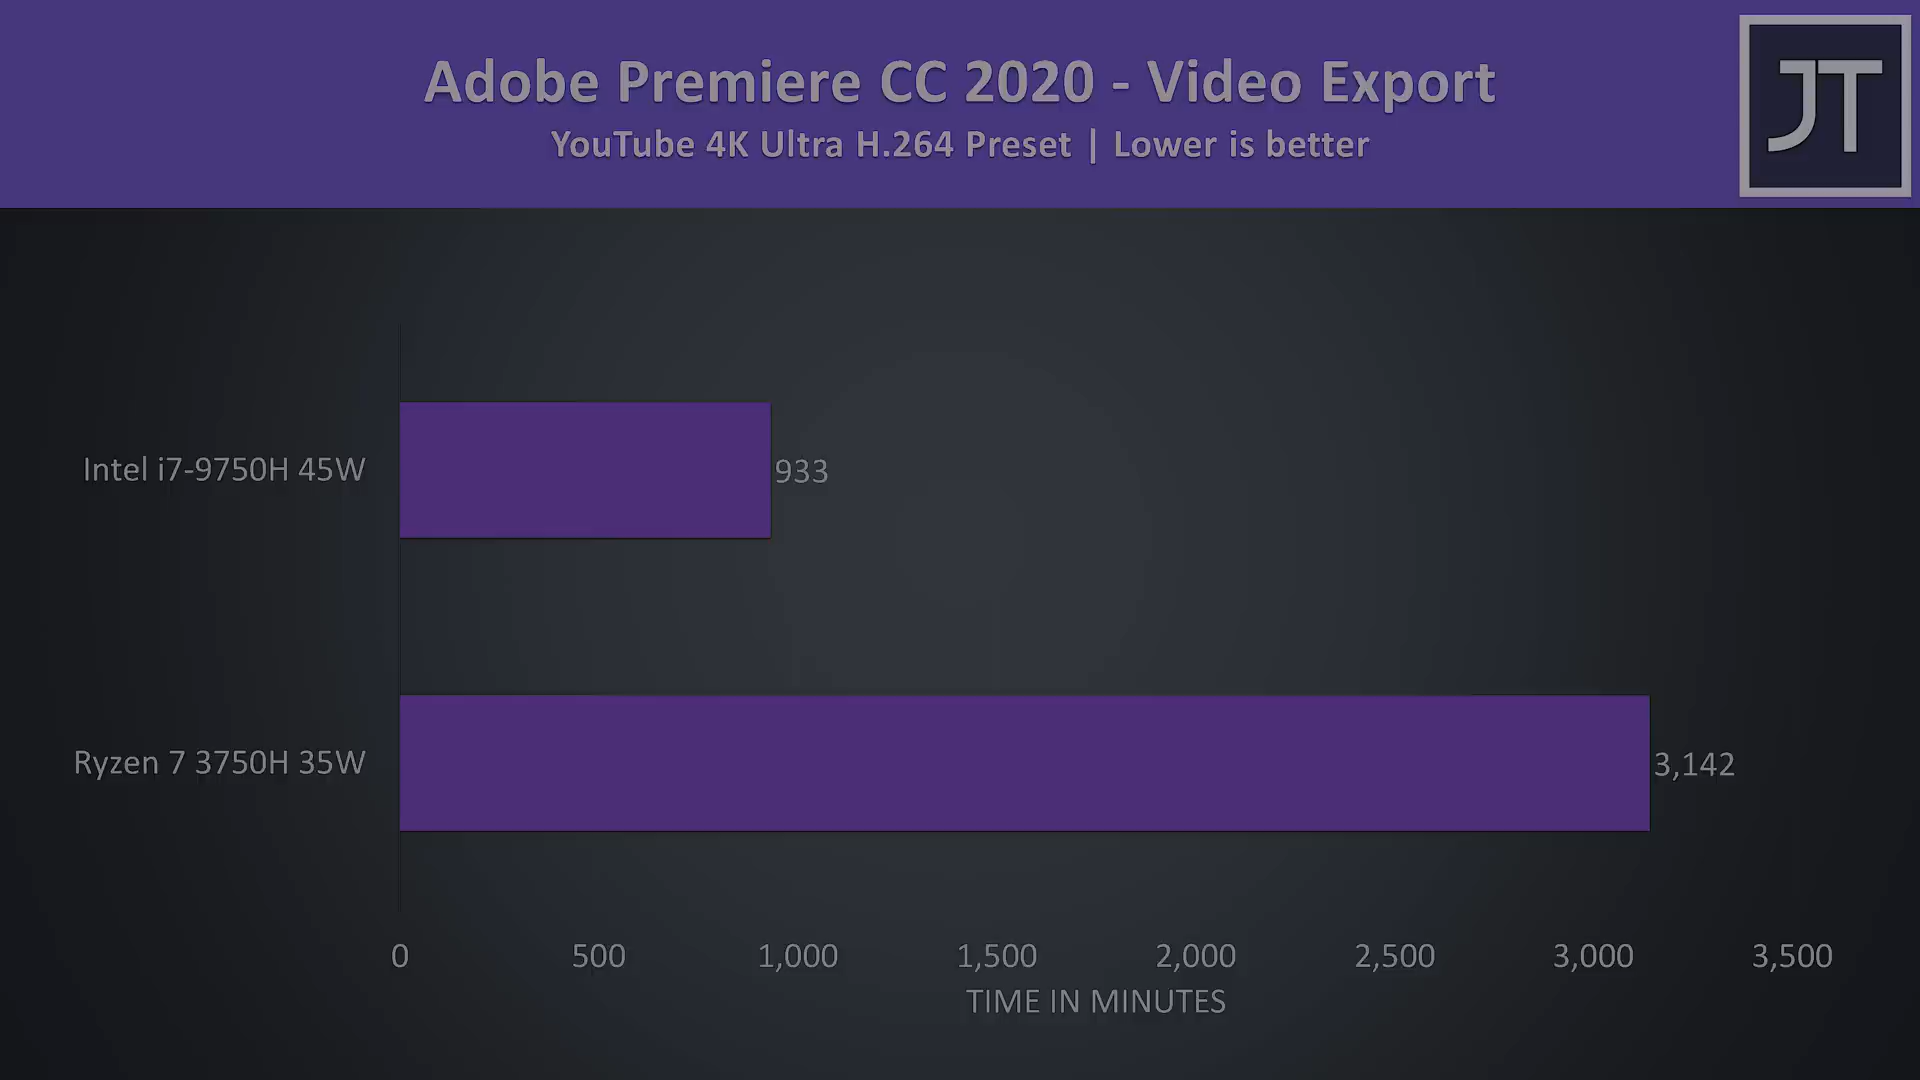 Adobe Premiere CC 2020 - Video Export
YouTube 4K Ultra H.264 Preset | Lower is better
JT
Intel i7-9750H 45W
933
Ryzen 7 3750H 35W
3,142
0 500 1,000 1,500 2,000 2,500 3,000 3,500
TIME IN MINUTES